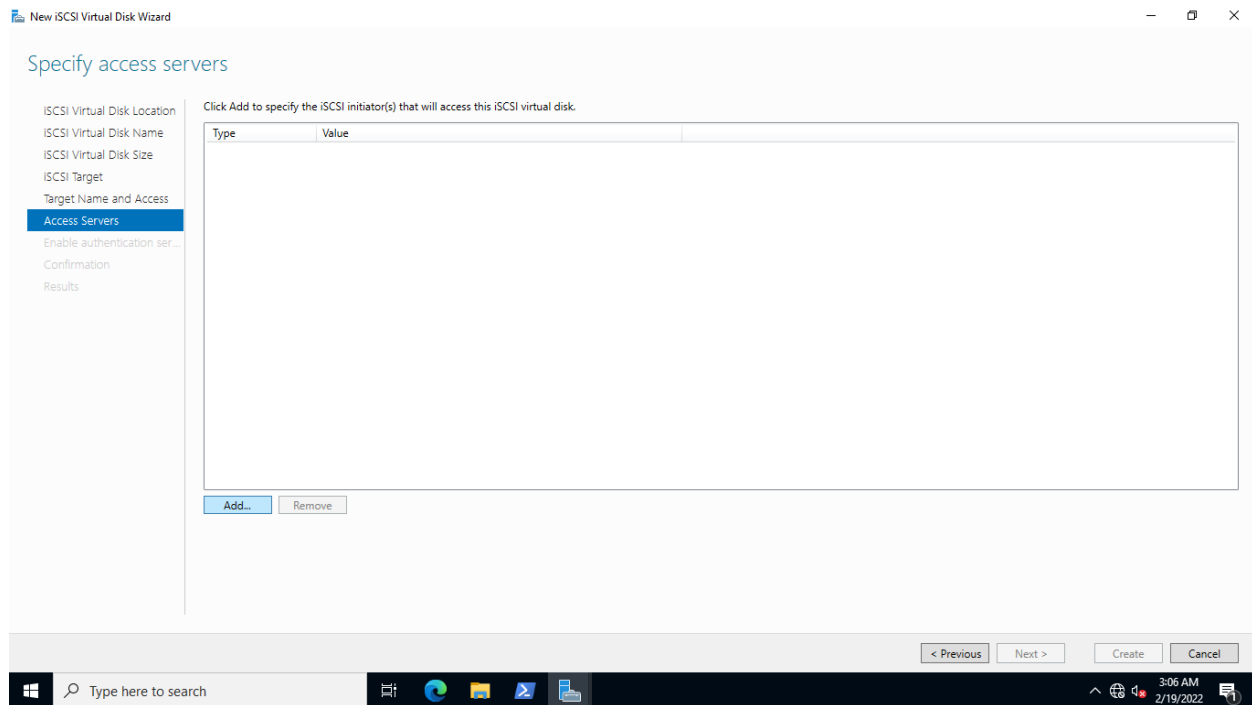 New iSCSI Virtual Disk Wizard
Specify access servers
iSCSI Virtual Disk Location
iSCSI Virtual Disk Name
iSCSI Virtual Disk Size
iSCSI Target
Target Name and Access
Access Servers
Enable authentication ser...
Confirmation
Results
Click Add to specify the iSCSI initiator(s) that will access this iSCSI virtual disk.
Type Value
Add... Remove
< Previous Next > Create Cancel
Type here to search
3:06 AM
2/19/2022
1